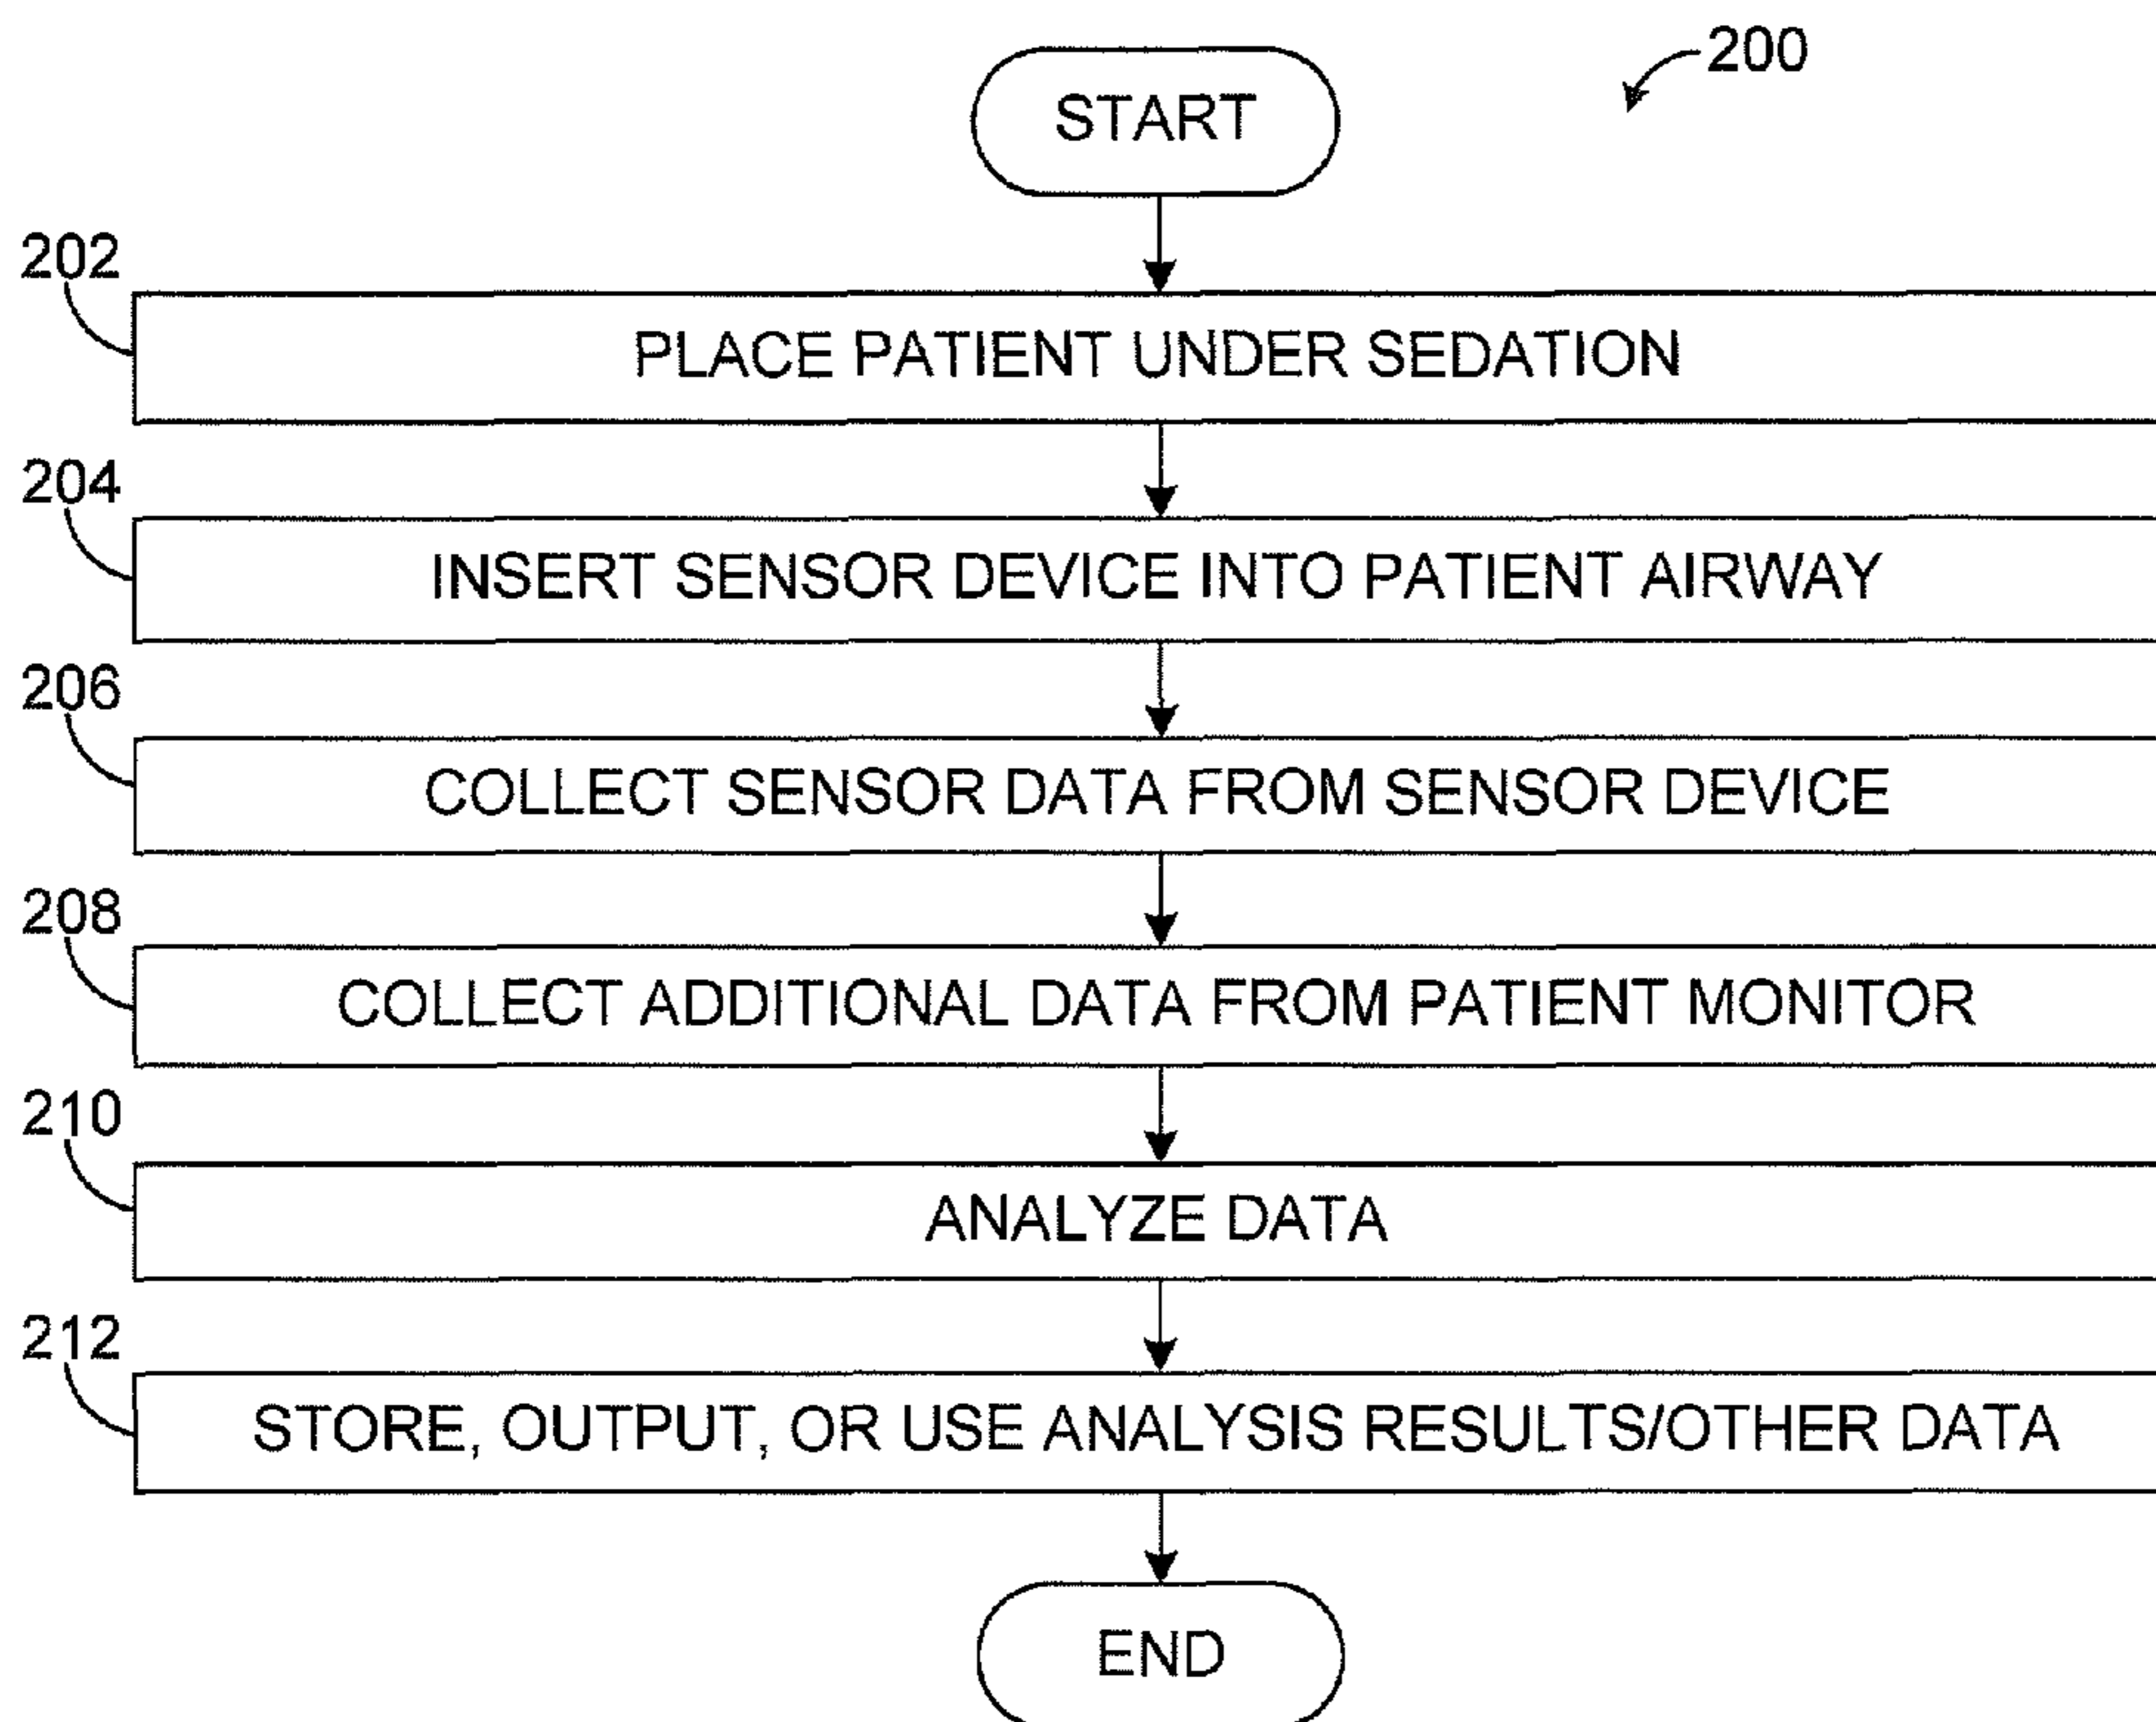 200
START
202
PLACE PATIENT UNDER SEDATION
204
INSERT SENSOR DEVICE INTO PATIENT AIRWAY
206
COLLECT SENSOR DATA FROM SENSOR DEVICE
208
COLLECT ADDITIONAL DATA FROM PATIENT MONITOR
210
ANALYZE DATA
212
STORE, OUTPUT, OR USE ANALYSIS RESULTS/OTHER DATA
END